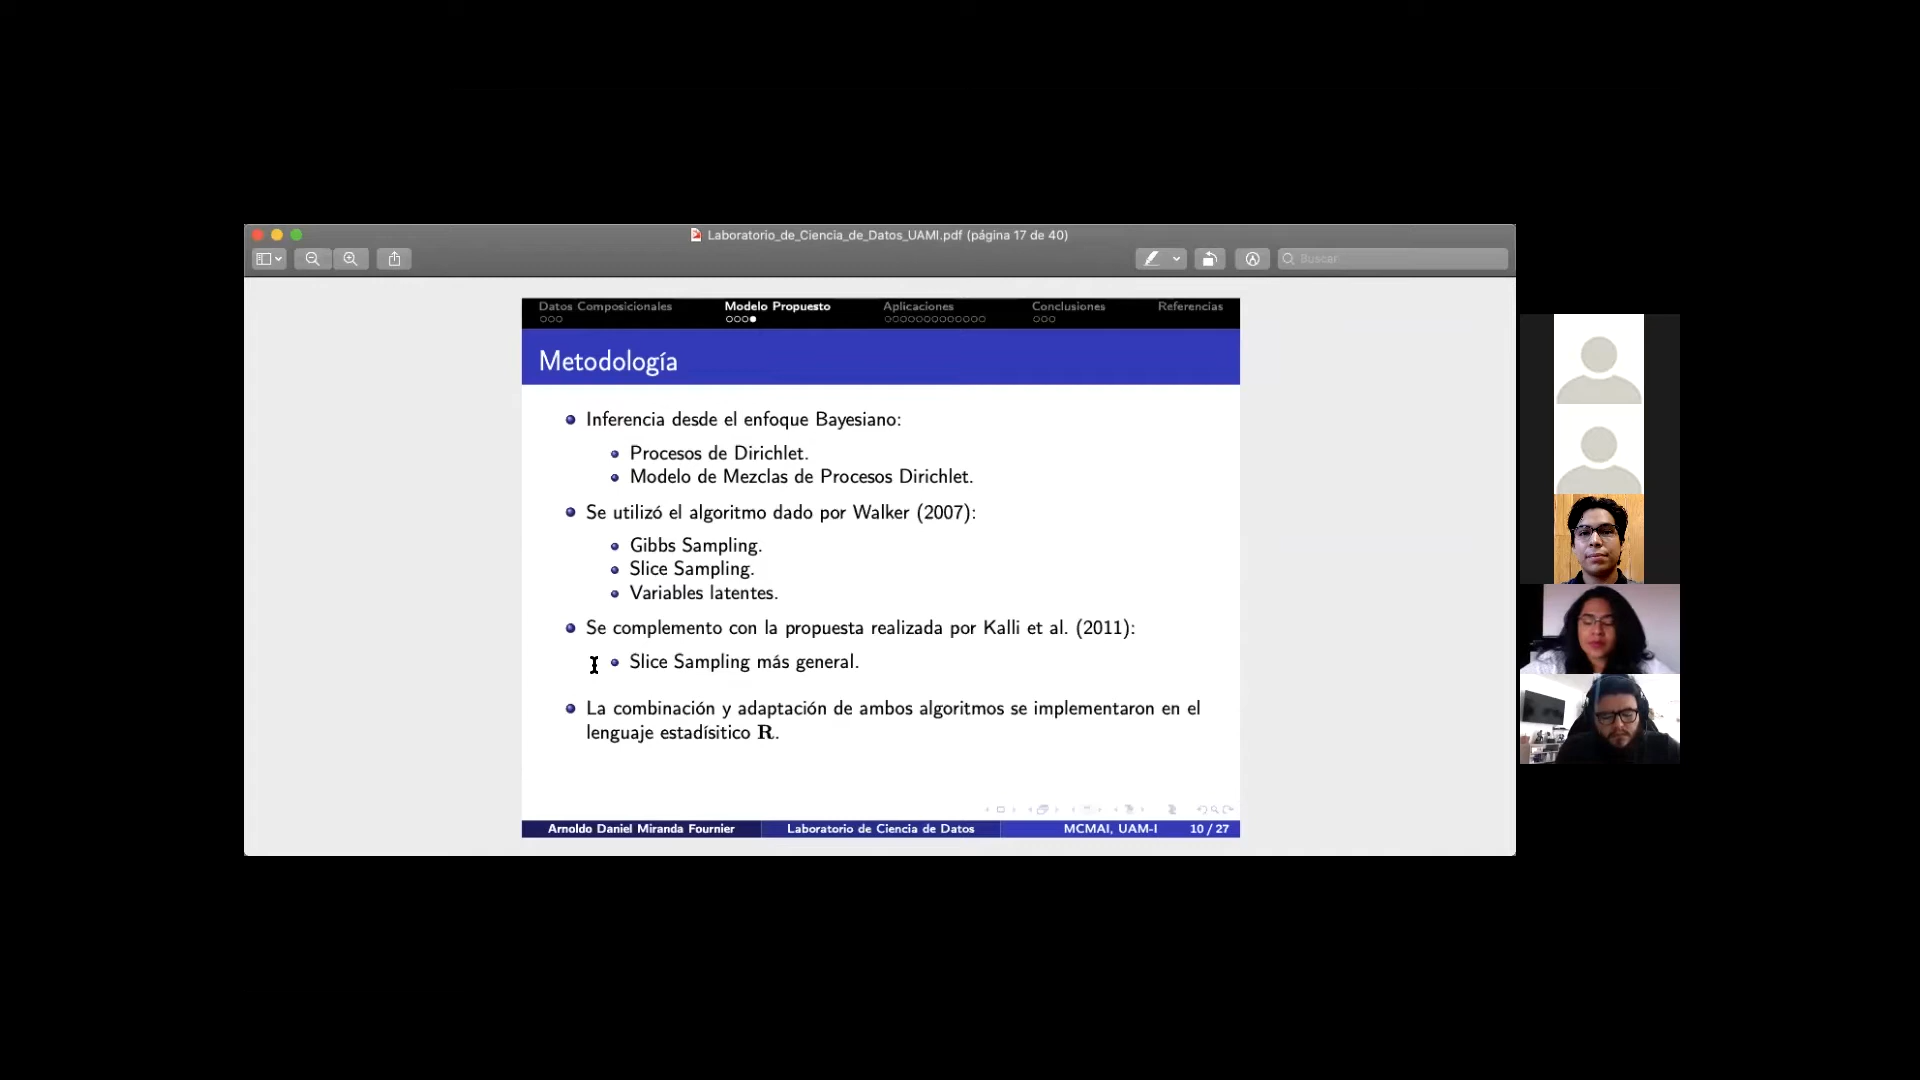 Laboratorio_de_Ciencia_de_Datos_UAMI.pdf (página 17 de 40)
Buscar
Datos Composicionales
Modelo Propuesto
Aplicaciones
Conclusiones
Referencias
Metodología
Inferencia desde el enfoque Bayesiano:
Procesos de Dirichlet.
Modelo de Mezclas de Procesos Dirichlet.
Se utilizó el algoritmo dado por Walker (2007):
Gibbs Sampling.
Slice Sampling.
Variables latentes.
Se complemento con la propuesta realizada por Kalli et al. (2011):
Slice Sampling más general.
La combinación y adaptación de ambos algoritmos se implementaron en el
lenguaje estadísitico R.
Arnoldo Daniel Miranda Fournier
Laboratorio de Ciencia de Datos
MCMAI, UAM-I
10 / 27